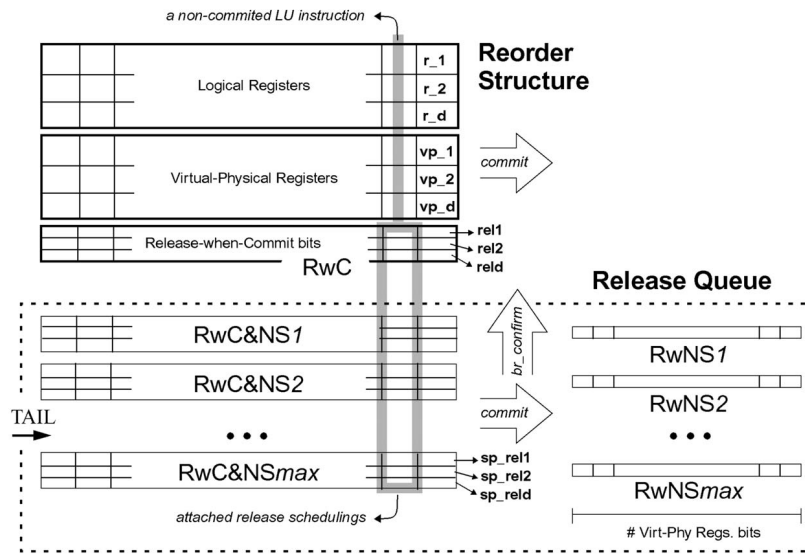 a non-commited LU instruction
Reorder
Structure
Logical Registers
r_1
r_2
r_d
Virtual-Physical Registers
vp_1
vp_2
vp_d
commit
Release-when-Commit bits
RwC
rel1
rel2
reld
Release Queue
br_confirm
RwC&NS1
RwC&NS2
TAIL
• • •
RwC&NSmax
sp_rel1
sp_rel2
sp_reld
attached release schedulings
commit
RwNS1
RwNS2
• • •
RwNSmax
# Virt-Phy Regs. bits